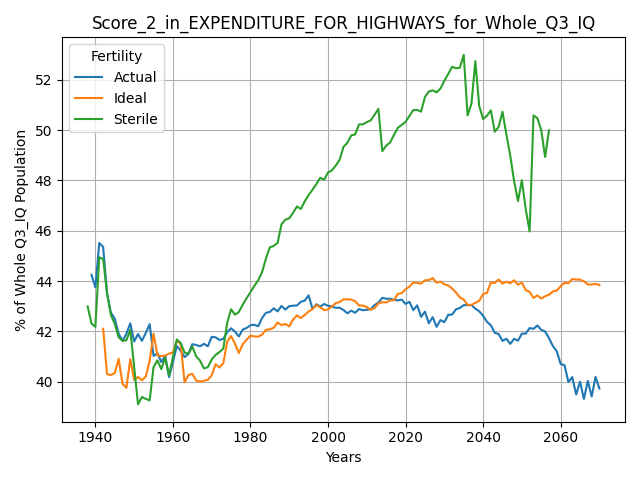 Score_2_in_EXPENDITURE_FOR_HIGHWAYS_for_Whole_Q3_IQ
Fertility
Actual
Ideal
Sterile
% of Whole Q3_IQ Population
52
50
48
46
44
42
40
1940 1960 1980 2000 2020 2040 2060
Years